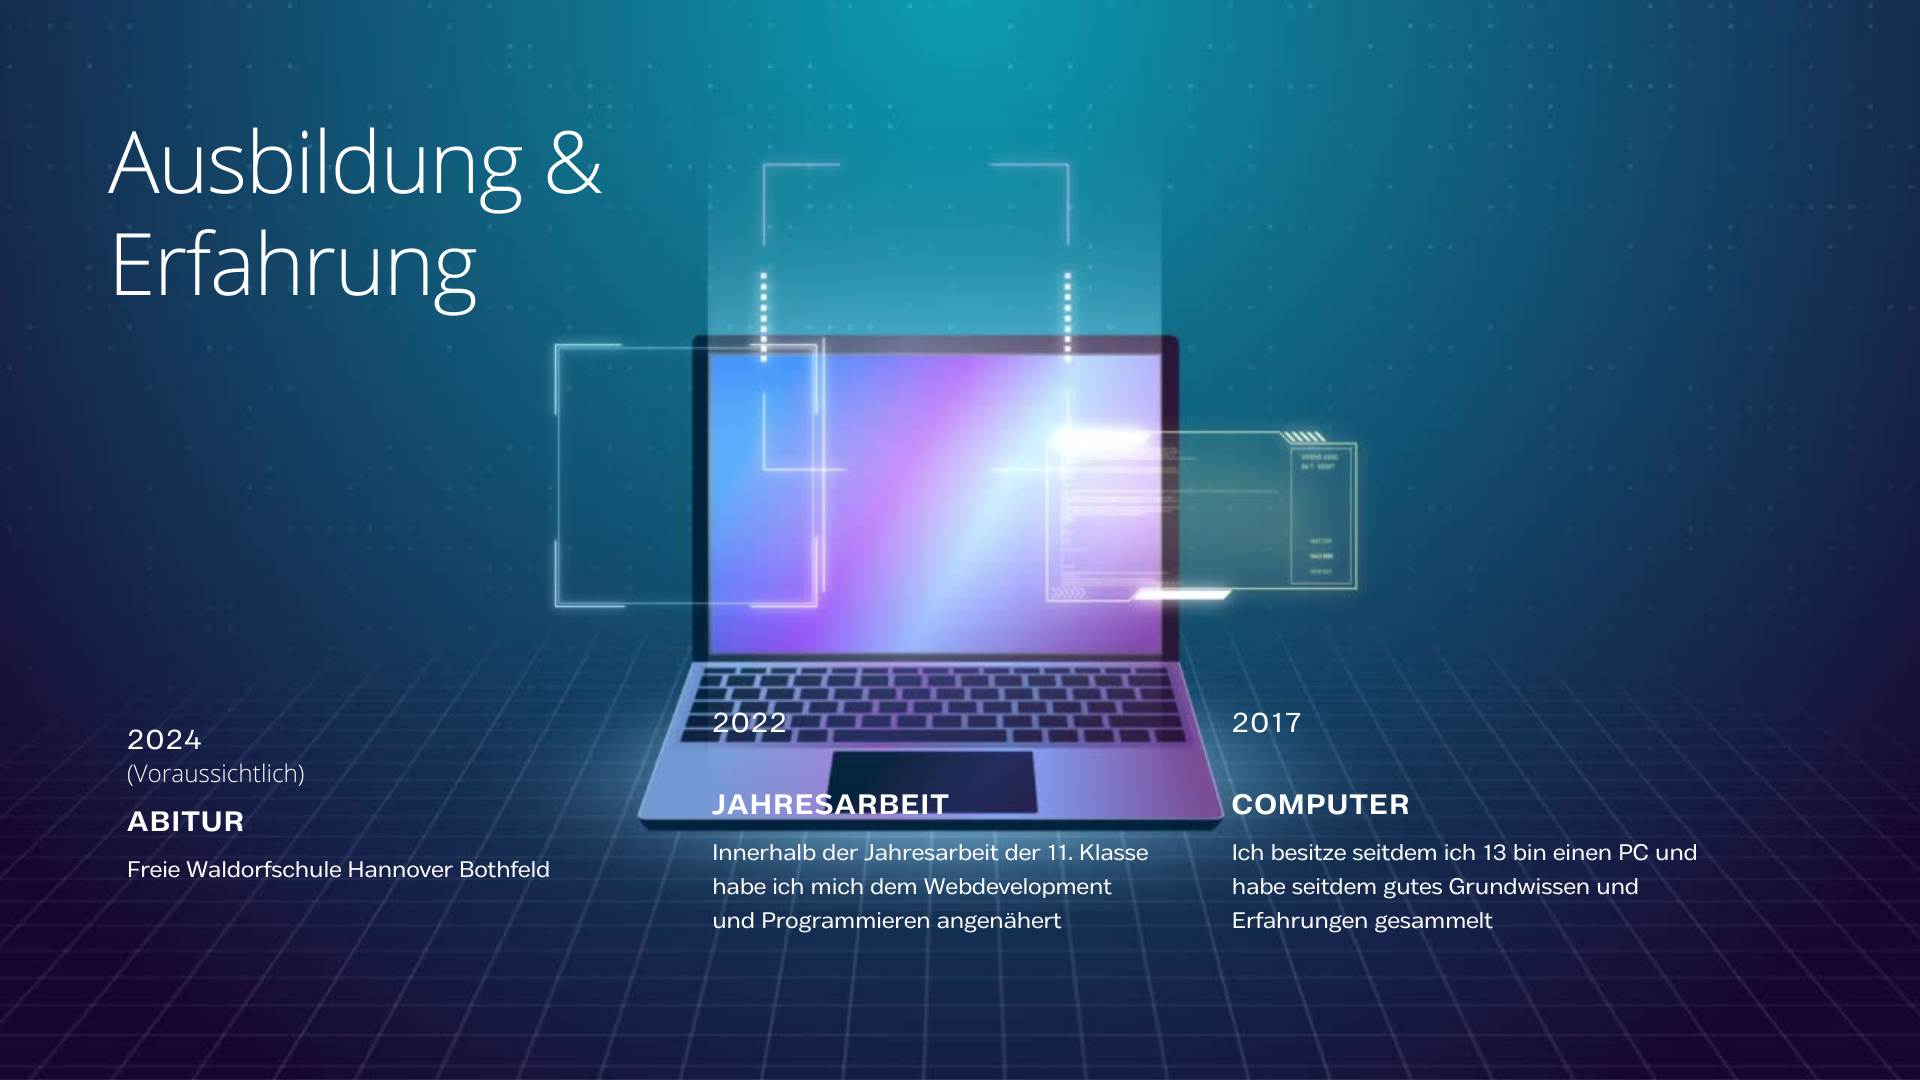 Ausbildung &
Erfahrung
2024
(Voraussichtlich)
ABITUR
Freie Waldorfschule Hannover Bothfeld
2022
JAHRESARBEIT
Innerhalb der Jahresarbeit der 11. Klasse
habe ich mich dem Webdevelopment
und Programmieren angenähert
2017
COMPUTER
Ich besitze seitdem ich 13 bin einen PC und
habe seitdem gutes Grundwissen und
Erfahrungen gesammelt